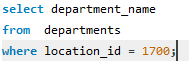 select department_name
from  departments
where location_id = 1700;